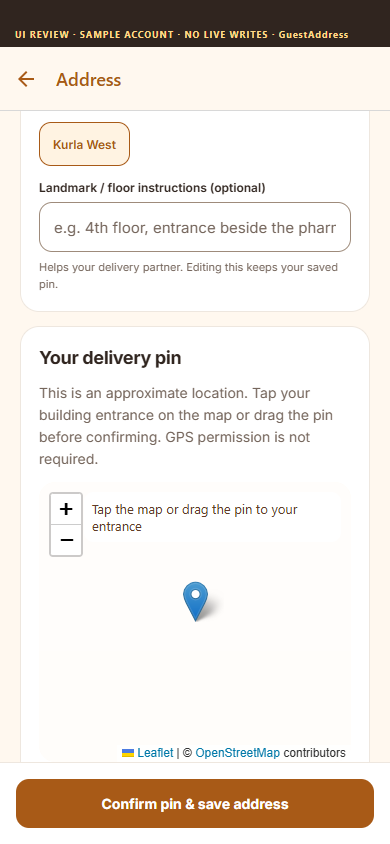 UI REVIEW · SAMPLE ACCOUNT · NO LIVE WRITES · GuestAddress
Address
Kurla West
Landmark / floor instructions (optional)
e.g. 4th floor, entrance beside the pharr
Helps your delivery partner. Editing this keeps your saved
pin.
Your delivery pin
This is an approximate location. Tap your
building entrance on the map or drag the pin
before confirming. GPS permission is not
required.
+
Tap the map or drag the pin to your
entrance
−
Leaflet | © OpenStreetMap contributors
Confirm pin & save address